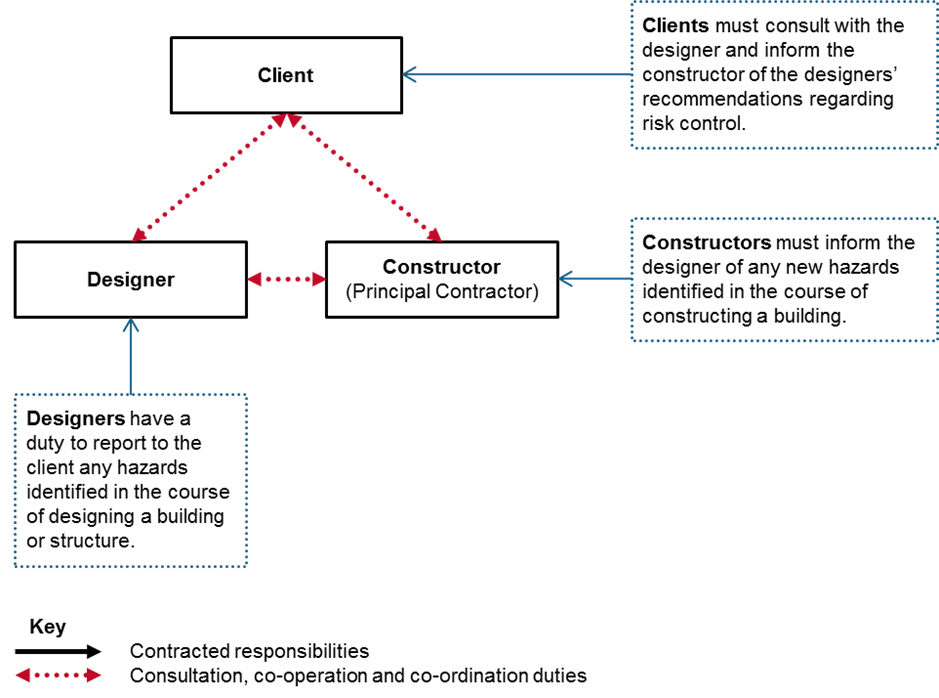 Client
Clients must consult with the
designer and inform the
constructor of the designers’
recommendations regarding
risk control.
Designer
Constructor
(Principal Contractor)
Constructors must inform the
designer of any new hazards
identified in the course of
constructing a building.
Designers have a
duty to report to the
client any hazards
identified in the course
of designing a building
or structure.
Key
Contracted responsibilities
Consultation, co-operation and co-ordination duties